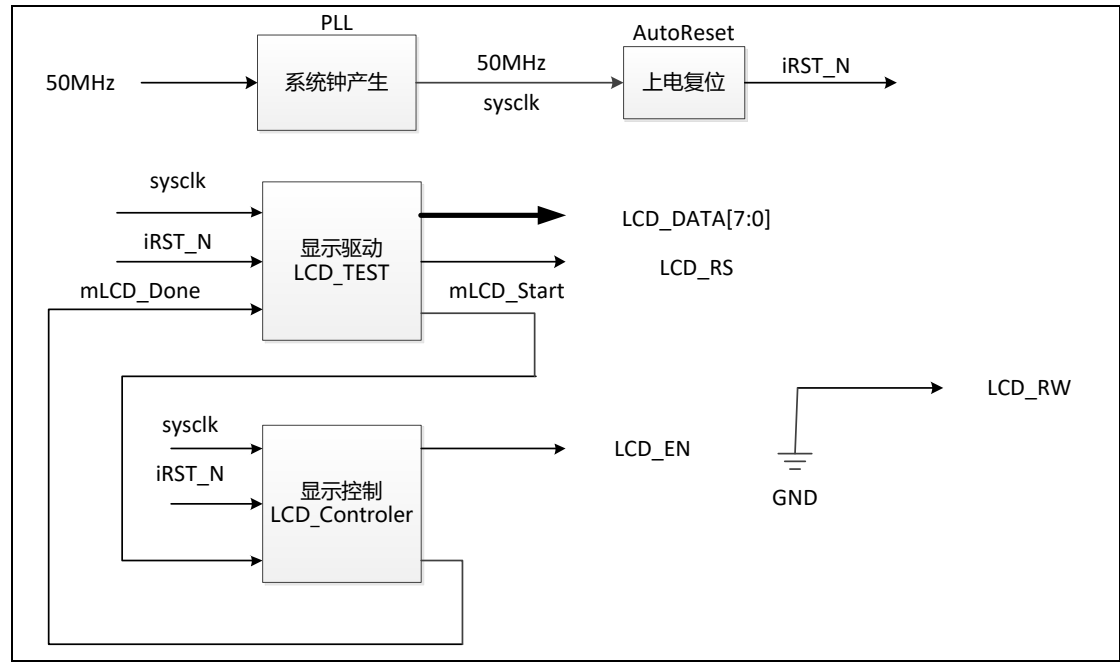 PLL
AutoReset
50MHz
系统钟产生
50MHz
sysclk
上电复位
iRST_N
sysclk
iRST_N
mLCD_Done
显示驱动
LCD_TEST
LCD_DATA[7:0]
LCD_RS
mLCD_Start
LCD_RW
GND
sysclk
iRST_N
显示控制
LCD_Controler
LCD_EN